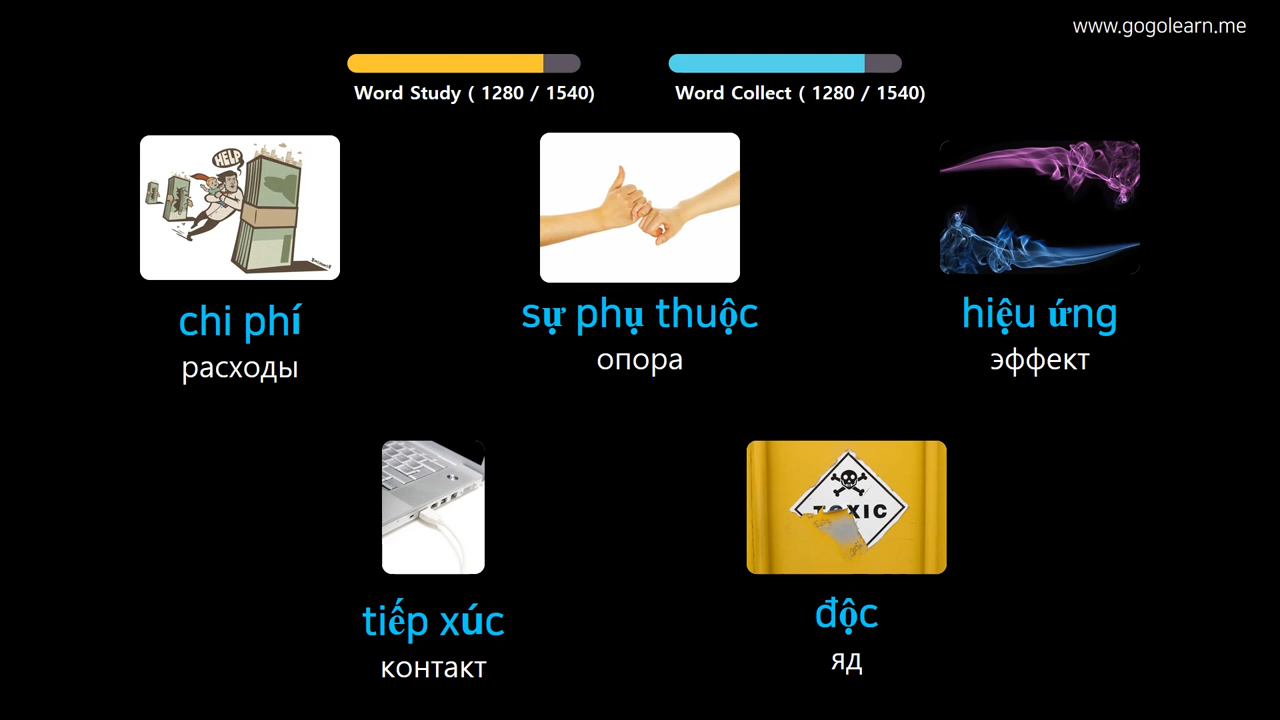 www.gogolearn.me
Word Study ( 1280 / 1540)
Word Collect ( 1280 / 1540)
HELP
chi phí
расходы
sự phụ thuộc
опора
hiệu ứng
эффект
TOXIC
tiếp xúc
контакт
độc
яд